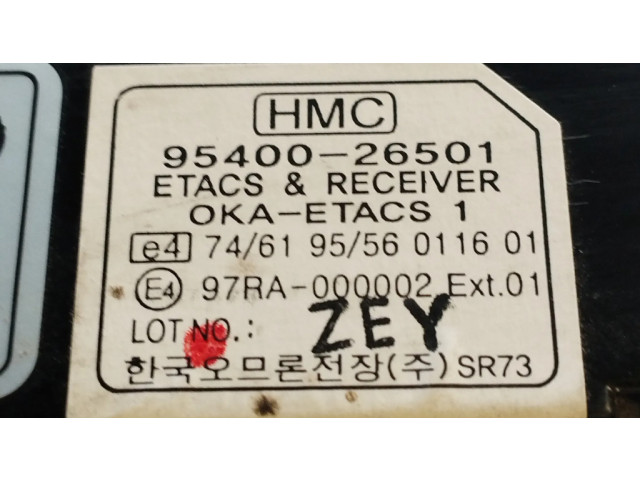 HMC
95400-26501
ETACS & RECEIVER
OKA-ETACS 1
e4 74/61 95/56 0116 01
E4 97RA-000002 Ext.01
LOT NO.: ZEY
한국오므론전장(주) SR73